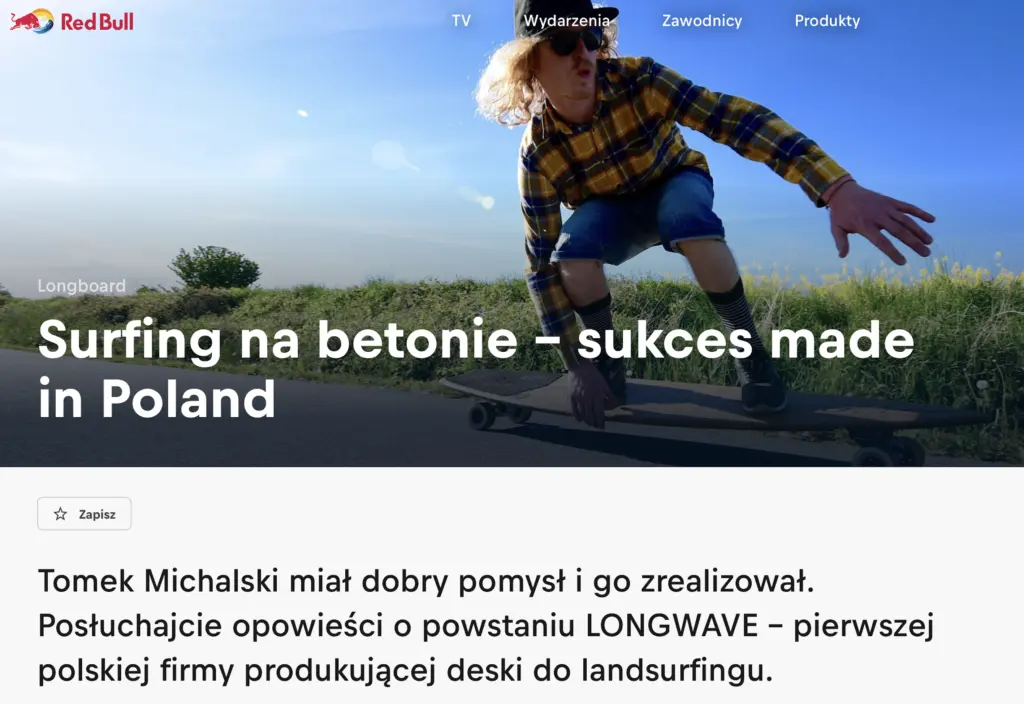 Red Bull
TV
Wydarzenia
Zawodnicy
Produkty
Longboard
Surfing na betonie – sukces made
in Poland
Zapisz
Tomek Michalski miał dobry pomysł i go zrealizował.
Posłuchajcie opowieści o powstaniu LONGWAVE – pierwszej
polskiej firmy produkującej deski do landsurfingu.